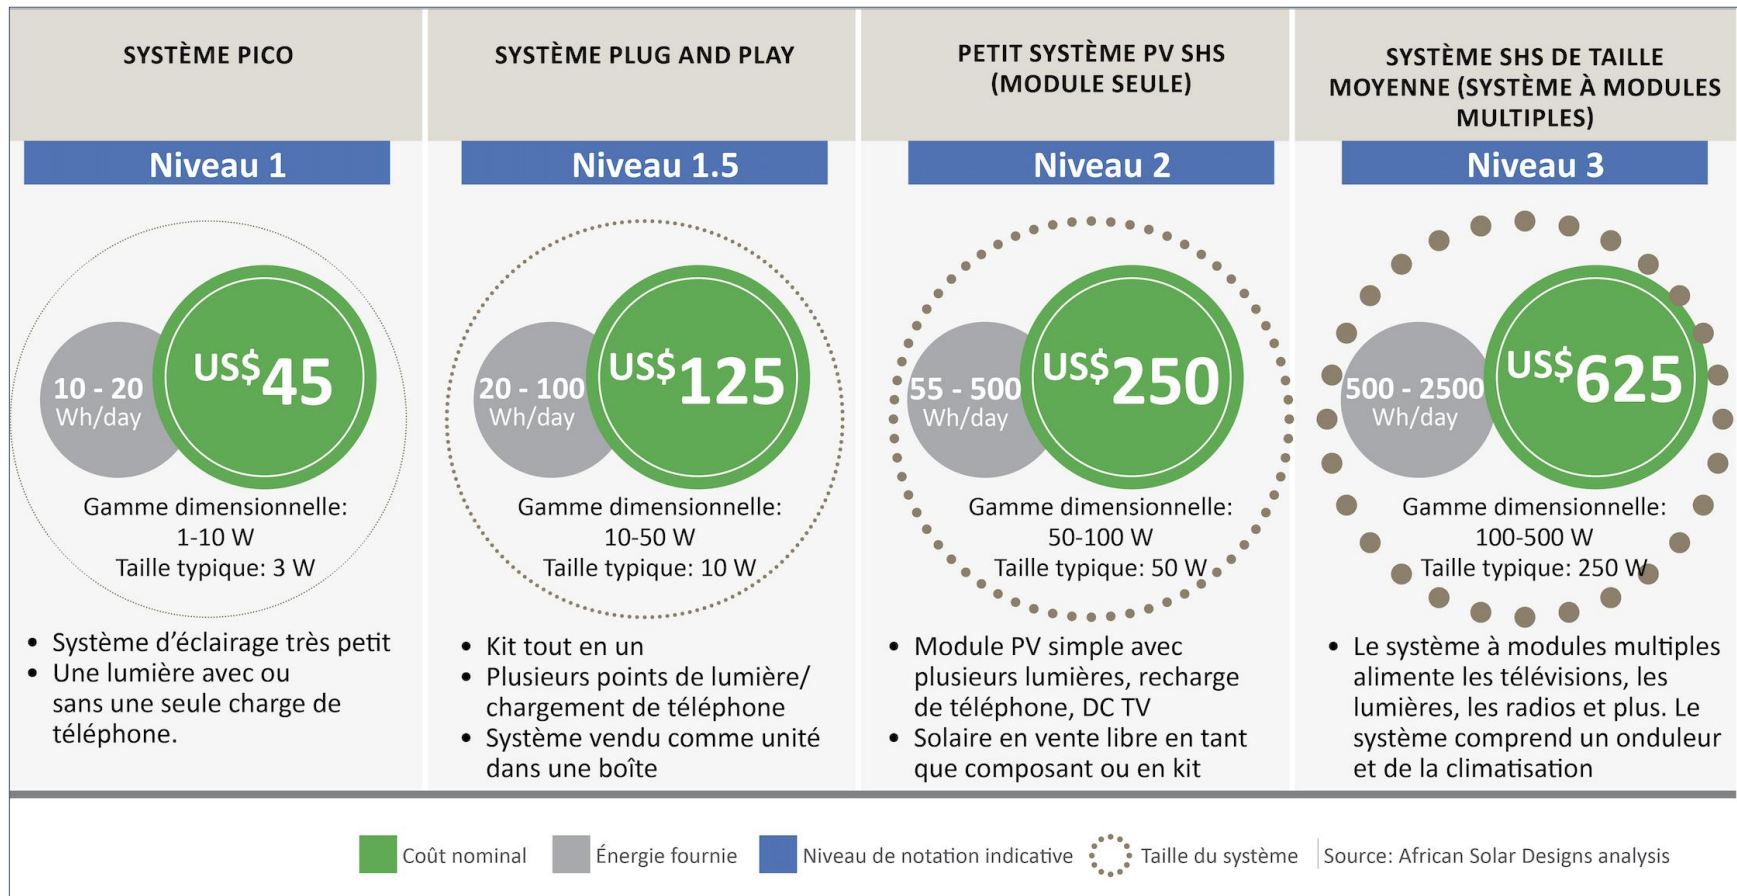 SYSTÈME PICO
Niveau 1
10 - 20
Wh/day
US$45
Gamme dimensionnelle:
1-10 W
Taille typique: 3 W
• Système d’éclairage très petit
• Une lumière avec ou
sans une seule charge de
téléphone.
SYSTÈME PLUG AND PLAY
Niveau 1.5
20 - 100
Wh/day
US$125
Gamme dimensionnelle:
10-50 W
Taille typique: 10 W
• Kit tout en un
• Plusieurs points de lumière/
chargement de téléphone
• Système vendu comme unité
dans une boîte
PETIT SYSTÈME PV SHS
(MODULE SEULE)
Niveau 2
55 - 500
Wh/day
US$250
Gamme dimensionnelle:
50-100 W
Taille typique: 50 W
• Module PV simple avec
plusieurs lumières, recharge
de téléphone, DC TV
• Solaire en vente libre en tant
que composant ou en kit
SYSTÈME SHS DE TAILLE
MOYENNE (SYSTÈME À MODULES
MULTIPLES)
Niveau 3
500 - 2500
Wh/day
US$625
Gamme dimensionnelle:
100-500 W
Taille typique: 250 W
• Le système à modules multiples
alimente les télévisions, les
lumières, les radios et plus. Le
système comprend un onduleur
et de la climatisation
Coût nominal
Énergie fournie
Niveau de notation indicative
Taille du système
Source: African Solar Designs analysis